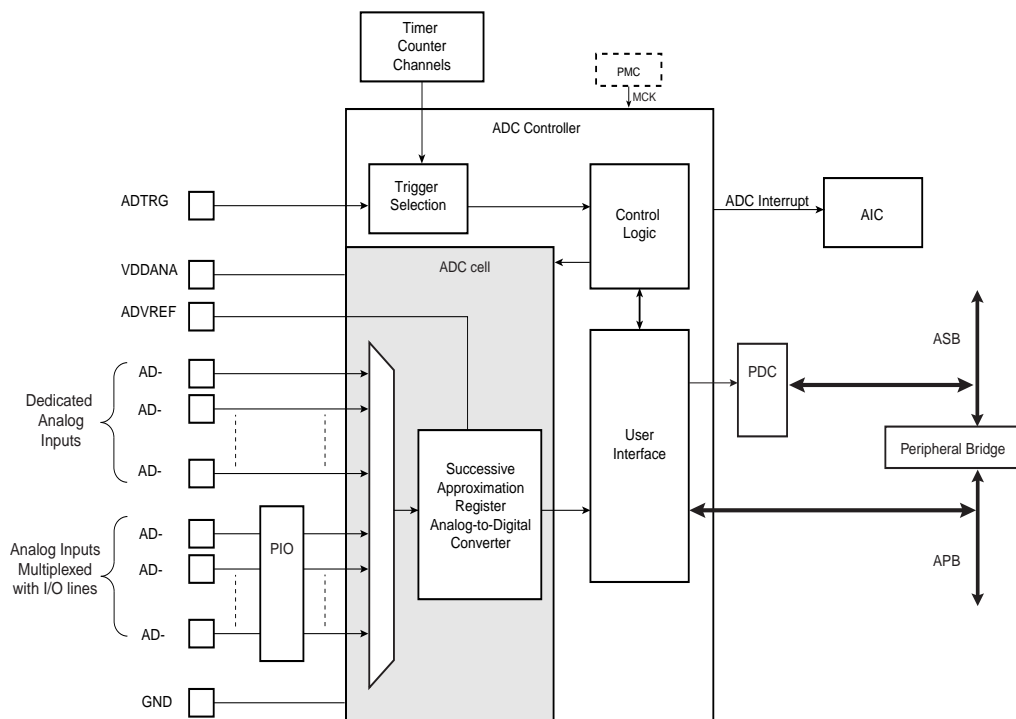 Timer
Counter
Channels
PMC
MCK
ADC Controller
Trigger
Selection
Control
Logic
ADC Interrupt
AIC
ADTRG
VDDANA
ADC cell
ADVREF
ASB
PDC
AD-
Dedicated
Analog
Inputs
AD-
AD-
User
Interface
Peripheral Bridge
Successive
Approximation
Register
Analog-to-Digital
Converter
AD-
PIO
Analog Inputs
Multiplexed
with I/O lines
AD-
AD-
APB
GND